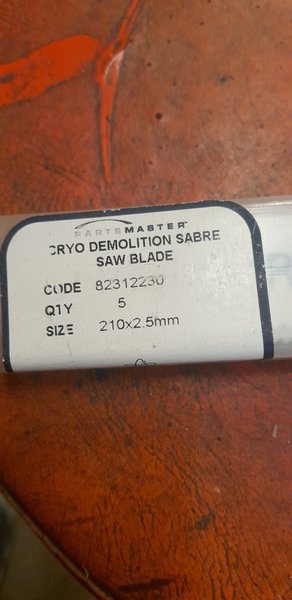 PARTSMASTER
CRYO DEMOLITION SABRE
SAW BLADE
CODE 82312230
QTY 5
SIZE 210x2.5mm